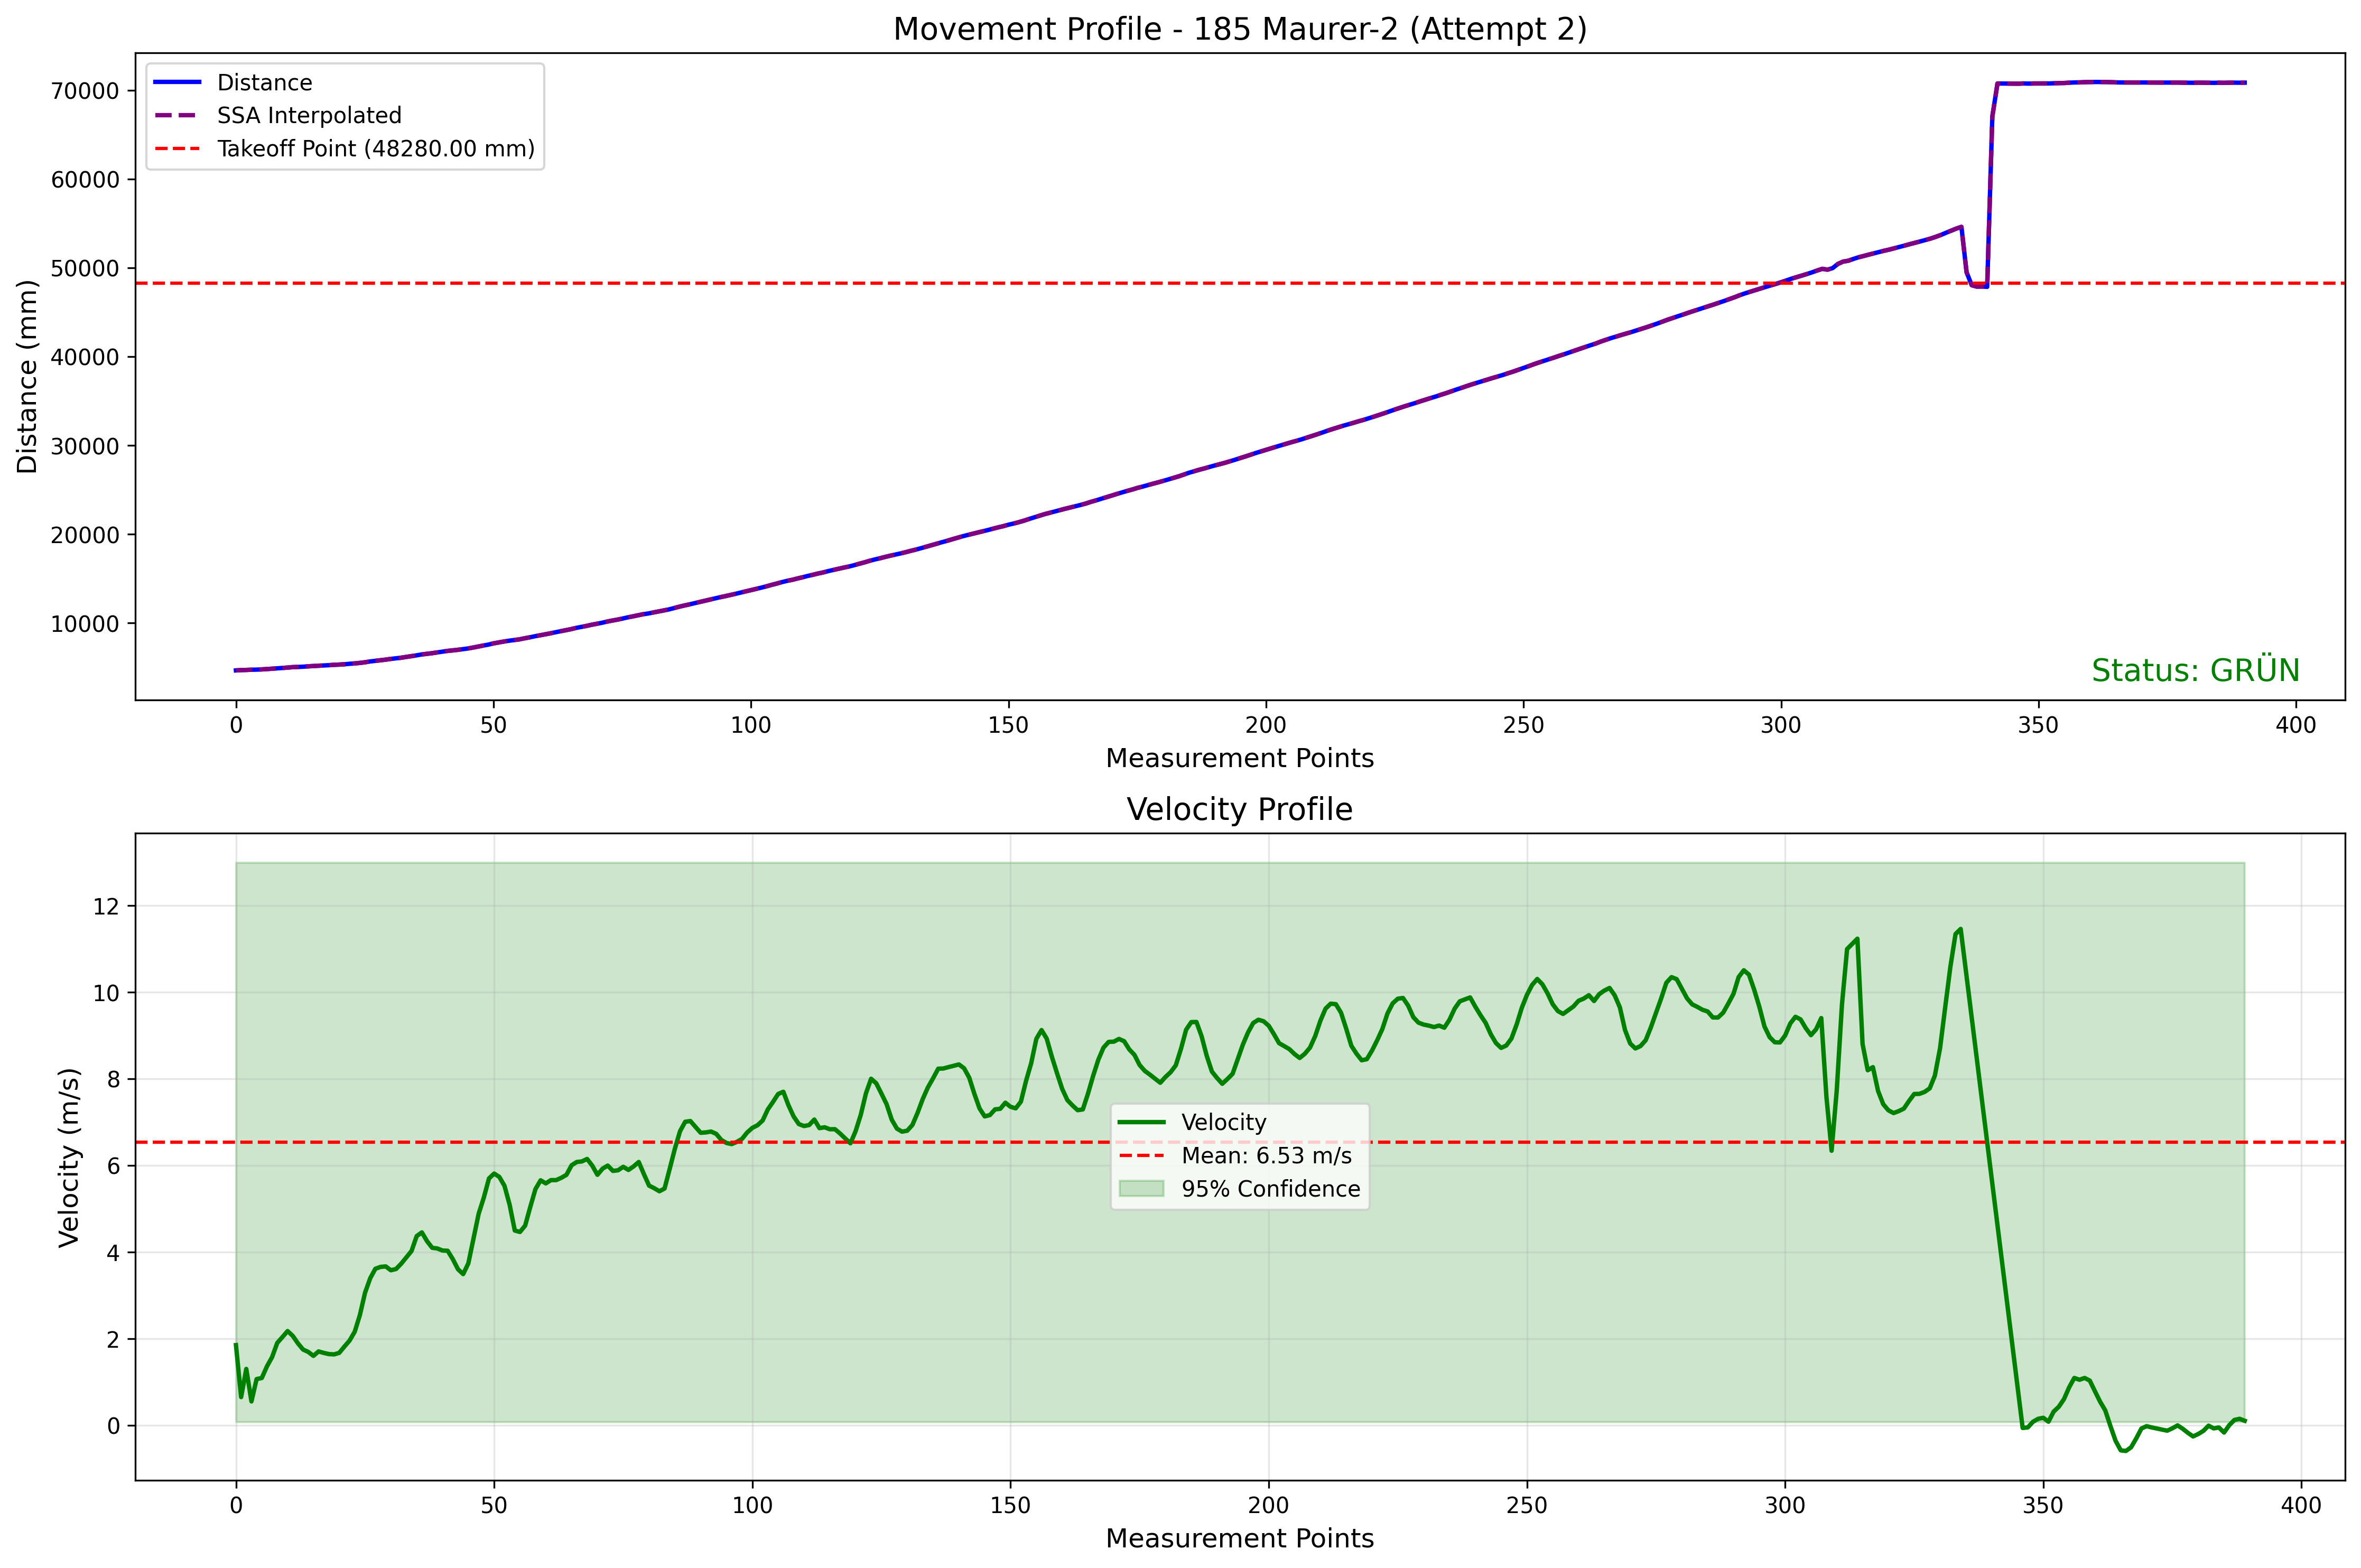 Movement Profile - 185 Maurer-2 (Attempt 2)
Distance
SSA Interpolated
Takeoff Point (48280.00 mm)
70000
60000
50000
40000
30000
20000
10000
Distance (mm)
Status: GRÜN
0 50 100 150 200 250 300 350 400
Measurement Points
Velocity Profile
12
10
8
6
4
2
0
Velocity (m/s)
Velocity
Mean: 6.53 m/s
95% Confidence
0 50 100 150 200 250 300 350 400
Measurement Points